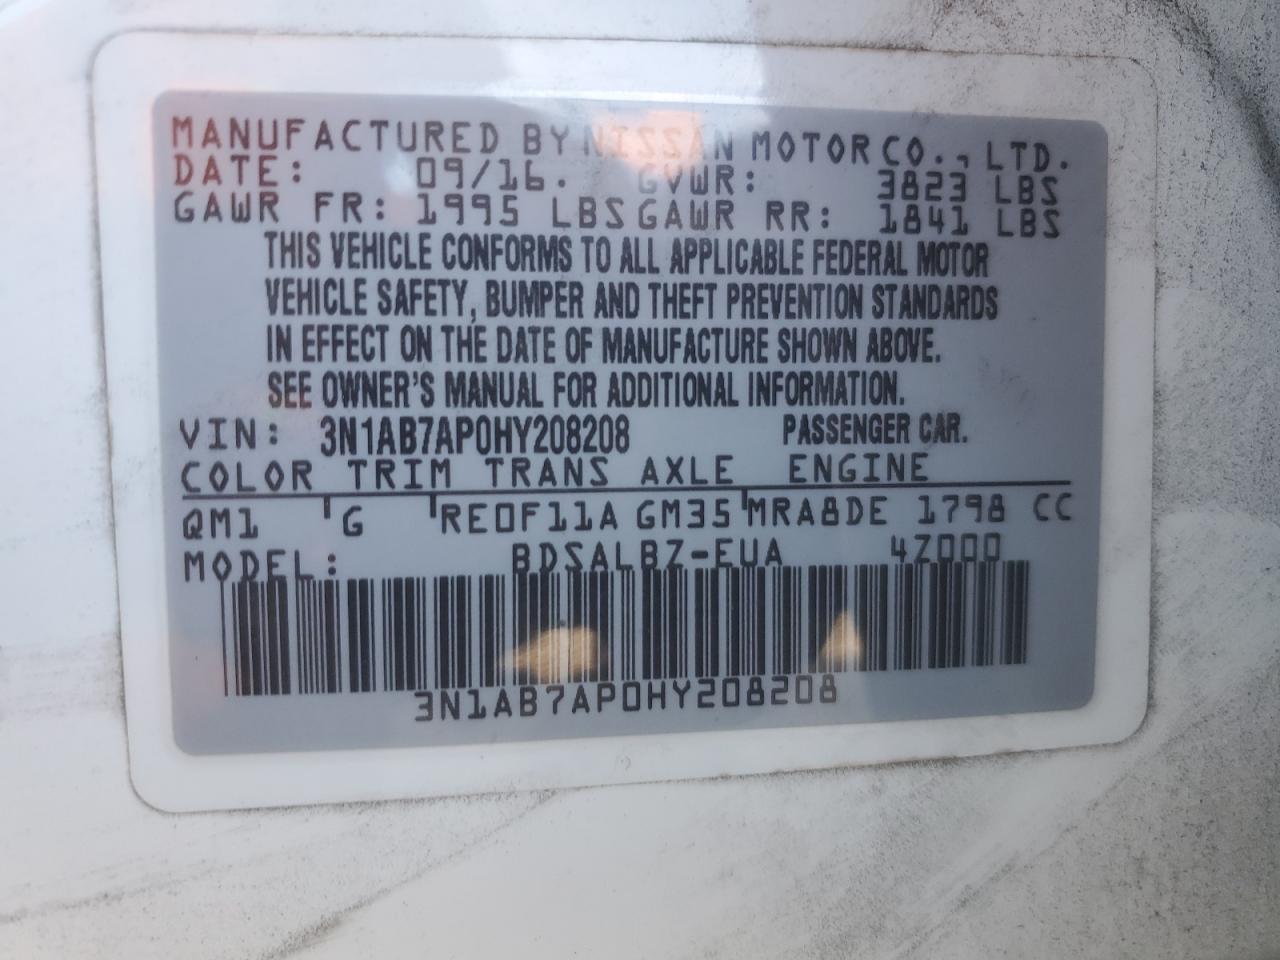 MANUFACTURED BY NISSAN MOTOR CO., LTD.
DATE: 09/16. GVWR: 3823 LBS
GAWR FR: 1995 LBS GAWR RR: 1841 LBS
THIS VEHICLE CONFORMS TO ALL APPLICABLE FEDERAL MOTOR
VEHICLE SAFETY, BUMPER AND THEFT PREVENTION STANDARDS
IN EFFECT ON THE DATE OF MANUFACTURE SHOWN ABOVE.
SEE OWNER'S MANUAL FOR ADDITIONAL INFORMATION.
VIN: 3N1AB7AP0HY208208 PASSENGER CAR.
COLOR TRIM TRANS AXLE ENGINE
QM1 G RE0F11A GM35 MRA8DE 1798 CC
MODEL: BDSALBZ-EUA 4Z000
3N1AB7AP0HY208208